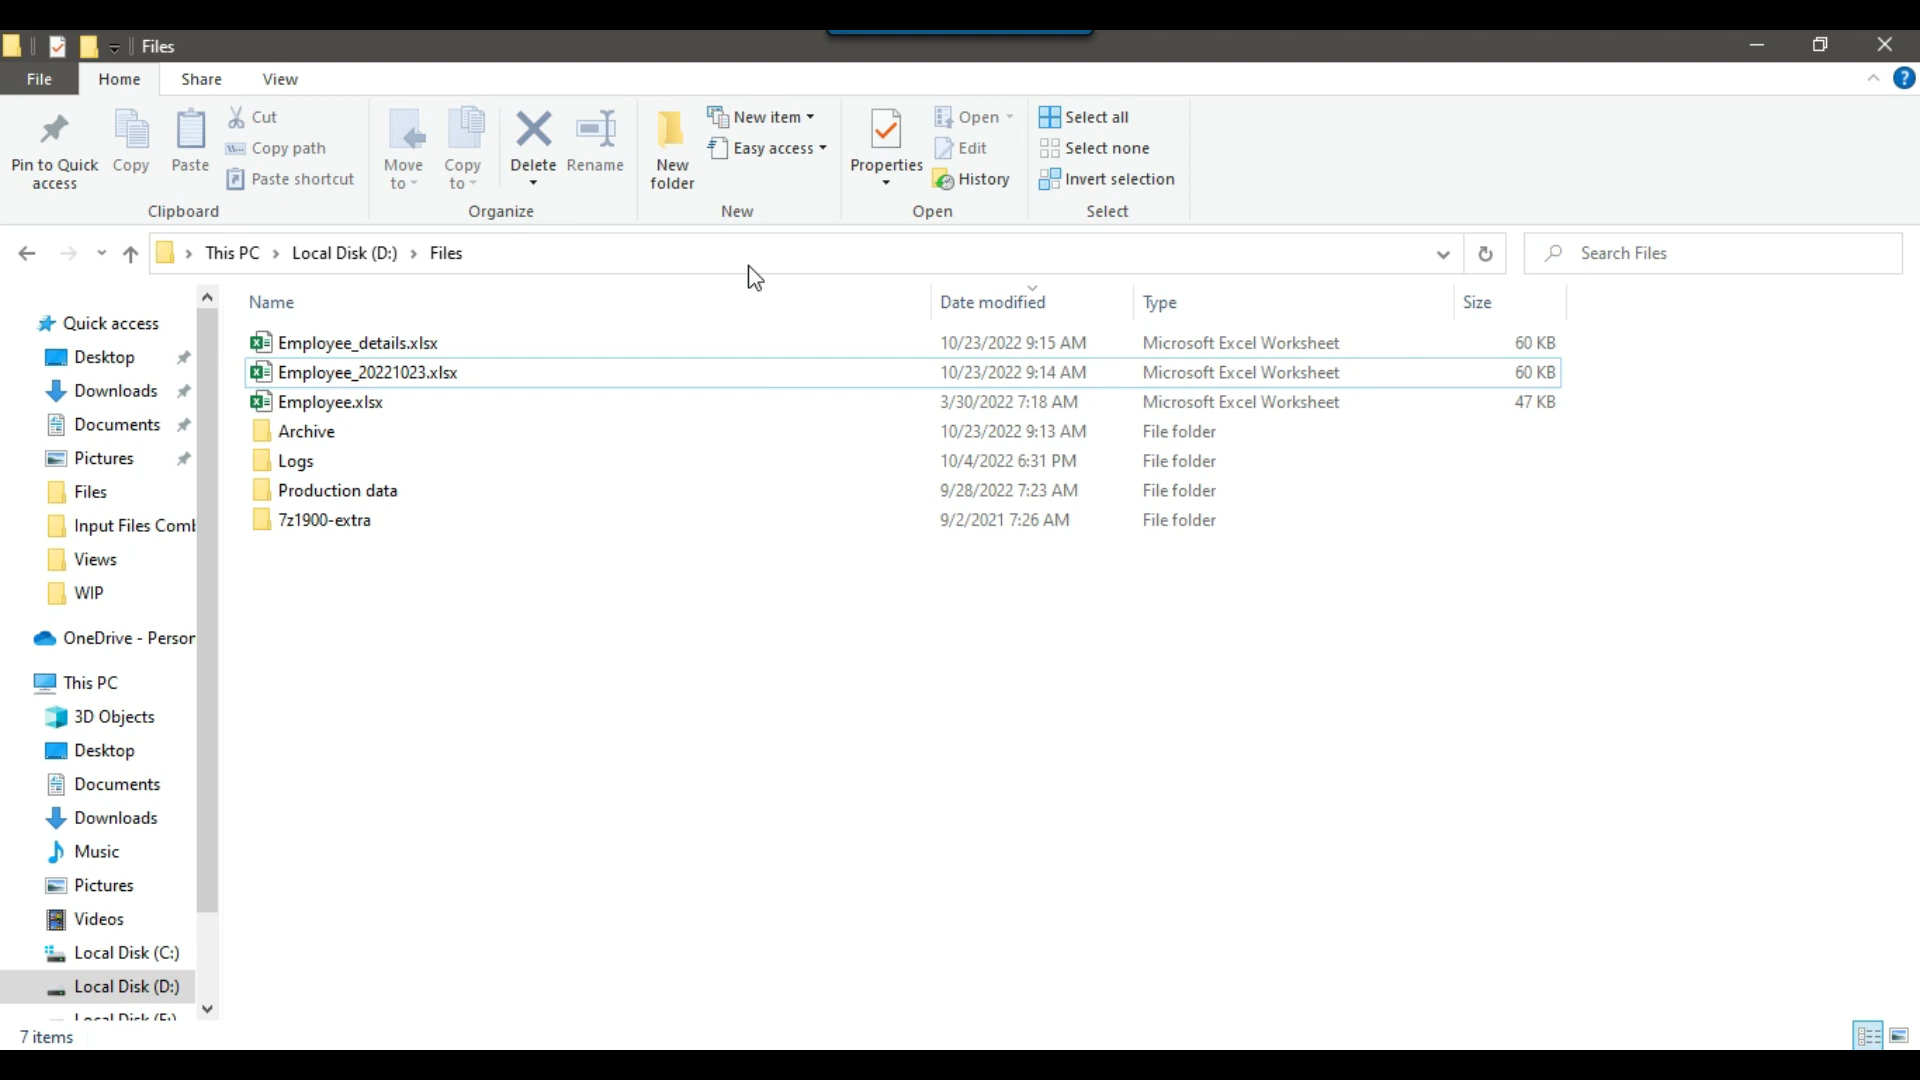 Files
File Home Share View
Pin to Quick access
Copy
Paste
Cut
Copy path
Paste shortcut
Clipboard
Move to
Copy to
Delete
Rename
Organize
New folder
New item
Easy access
New
Properties
Open
Edit
History
Open
Select all
Select none
Invert selection
Select
This PC > Local Disk (D:) > Files
Search Files
Quick access
Desktop
Downloads
Documents
Pictures
Files
Input Files Coml
Views
WIP
OneDrive - Person
This PC
3D Objects
Desktop
Documents
Downloads
Music
Pictures
Videos
Local Disk (C:)
Local Disk (D:)
Name Date modified Type Size
Employee_details.xlsx 10/23/2022 9:15 AM Microsoft Excel Worksheet 60 KB
Employee_20221023.xlsx 10/23/2022 9:14 AM Microsoft Excel Worksheet 60 KB
Employee.xlsx 3/30/2022 7:18 AM Microsoft Excel Worksheet 47 KB
Archive 10/23/2022 9:13 AM File folder
Logs 10/4/2022 6:31 PM File folder
Production data 9/28/2022 7:23 AM File folder
7z1900-extra 9/2/2021 7:26 AM File folder
7 items